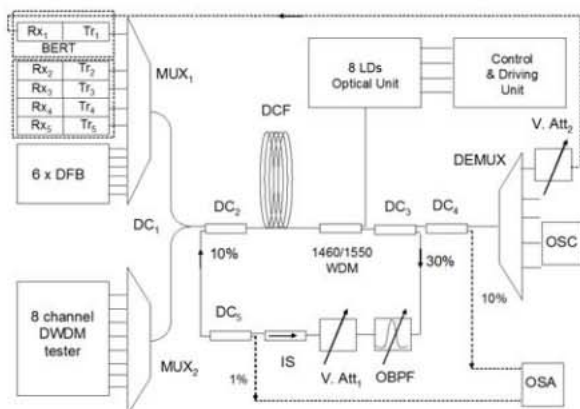 Rx1 Tr1
BERT
Rx2 Tr2
Rx3 Tr3
Rx4 Tr4
Rx5 Tr5
MUX1
6 x DFB
8 LDs
Optical Unit
Control
& Driving
Unit
DCF
V. Att2
DEMUX
DC1
DC2
DC3
DC4
OSC
10%
1460/1550
WDM
30%
10%
8 channel
DWDM
tester
MUX2
DC5
IS
V. Att1
OBPF
1%
OSA